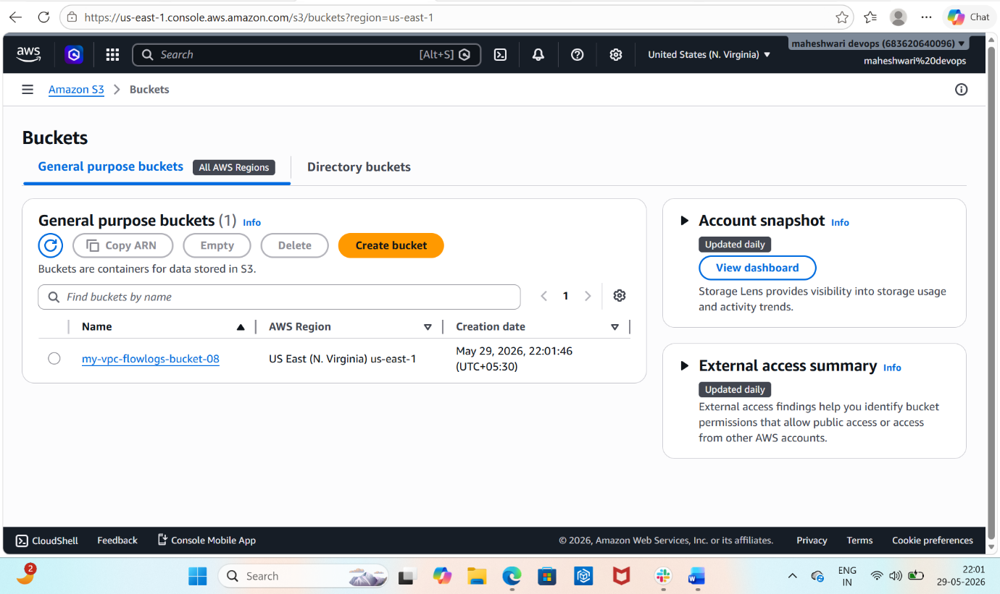 https://us-east-1.console.aws.amazon.com/s3/buckets?region=us-east-1
Chat
aws
Search
[Alt+S]
United States (N. Virginia) ▼
maheshwari devops (683620640096) ▼
maheshwari%20devops
Amazon S3 > Buckets
Buckets
General purpose buckets
All AWS Regions
Directory buckets
General purpose buckets (1) Info
Copy ARN
Empty
Delete
Create bucket
Buckets are containers for data stored in S3.
Find buckets by name
1
Name
AWS Region
Creation date
my-vpc-flowlogs-bucket-08
US East (N. Virginia) us-east-1
May 29, 2026, 22:01:46
(UTC+05:30)
Account snapshot Info
Updated daily
View dashboard
Storage Lens provides visibility into storage usage
and activity trends.
External access summary Info
Updated daily
External access findings help you identify bucket
permissions that allow public access or access
from other AWS accounts.
CloudShell
Feedback
Console Mobile App
© 2026, Amazon Web Services, Inc. or its affiliates.
Privacy
Terms
Cookie preferences
2
Search
ENG
IN
22:01
29-05-2026